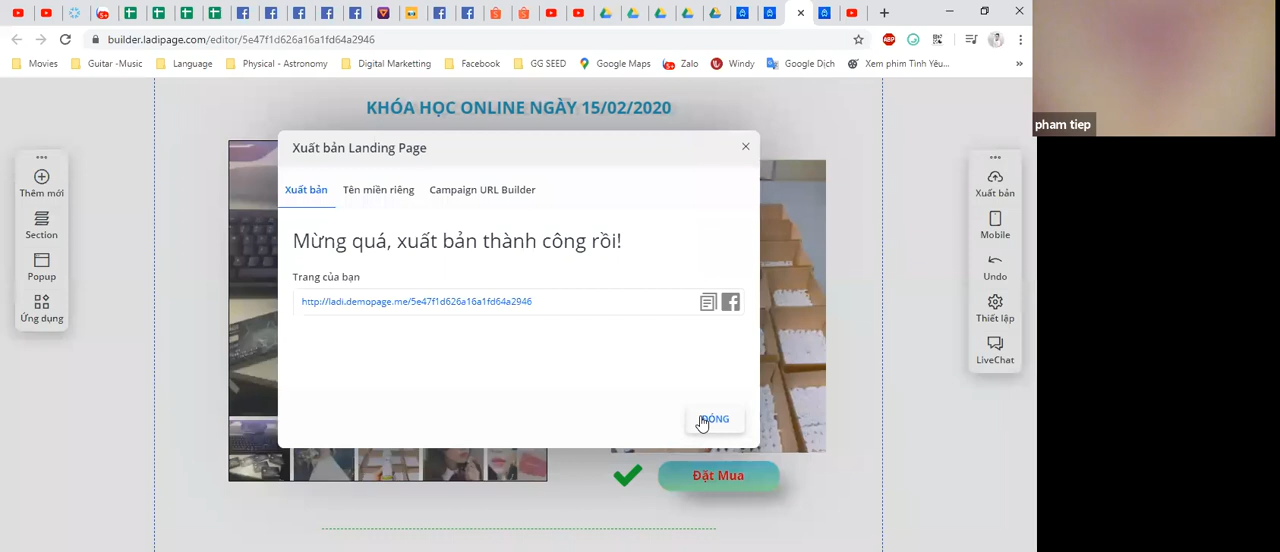 builder.ladipage.com/editor/5e47f1d626a16a1fd64a2946
ABP
Movies
Guitar -Music
Language
Physical - Astronomy
Digital Marketting
Facebook
GG SEED
Google Maps
Zalo
Windy
Google Dịch
Xem phim Tình Yêu...
»
pham tiep
KHÓA HỌC ONLINE NGÀY 15/02/2020
Xuất bản Landing Page
Xuất bản
Tên miền riêng
Campaign URL Builder
Mừng quá, xuất bản thành công rồi!
Trang của bạn
http://ladi.demopage.me/5e47f1d626a16a1fd64a2946
ĐÓNG
Thêm mới
Section
Popup
Ứng dụng
Xuất bản
Mobile
Undo
Thiết lập
LiveChat
Đặt Mua